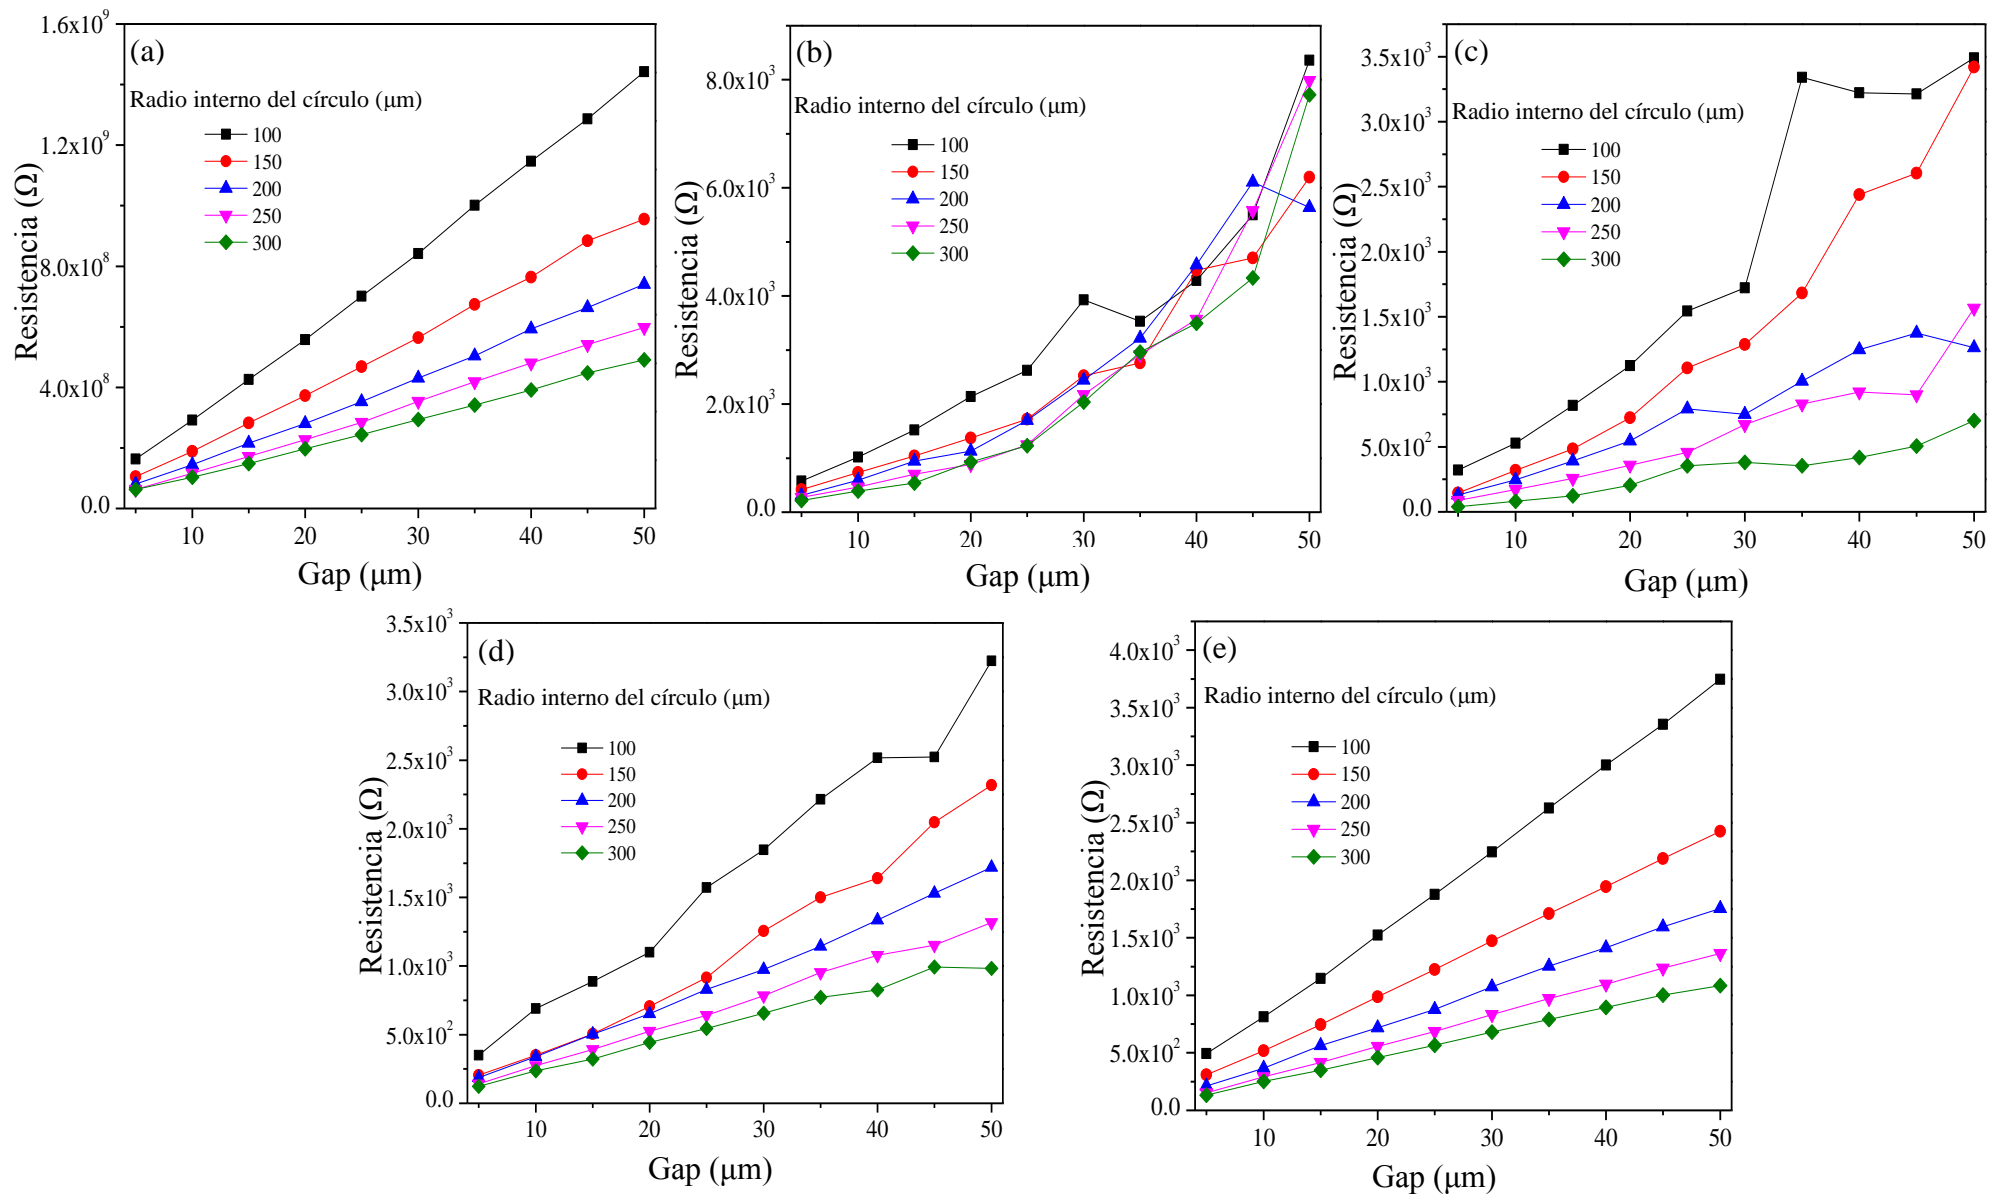 (a)
Radio interno del círculo (μm)
100
150
200
250
300
1.6x10⁹
1.2x10⁹
8.0x10⁸
4.0x10⁸
0.0
Resistencia (Ω)
10 20 30 40 50
Gap (μm)
(b)
Radio interno del círculo (μm)
100
150
200
250
300
8.0x10³
6.0x10³
4.0x10³
2.0x10³
0.0
Resistencia (Ω)
10 20 30 40 50
Gap (μm)
(c)
Radio interno del círculo (μm)
100
150
200
250
300
3.5x10³
3.0x10³
2.5x10³
2.0x10³
1.5x10³
1.0x10³
5.0x10²
0.0
Resistencia (Ω)
10 20 30 40 50
Gap (μm)
(d)
Radio interno del círculo (μm)
100
150
200
250
300
3.5x10³
3.0x10³
2.5x10³
2.0x10³
1.5x10³
1.0x10³
5.0x10²
0.0
Resistencia (Ω)
10 20 30 40 50
Gap (μm)
(e)
Radio interno del círculo (μm)
100
150
200
250
300
4.0x10³
3.5x10³
3.0x10³
2.5x10³
2.0x10³
1.5x10³
1.0x10³
5.0x10²
0.0
Resistencia (Ω)
10 20 30 40 50
Gap (μm)